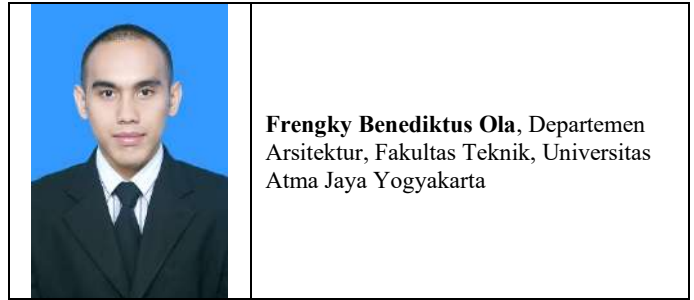 Frengky Benediktus Ola, Departemen
Arsitektur, Fakultas Teknik, Universitas
Atma Jaya Yogyakarta